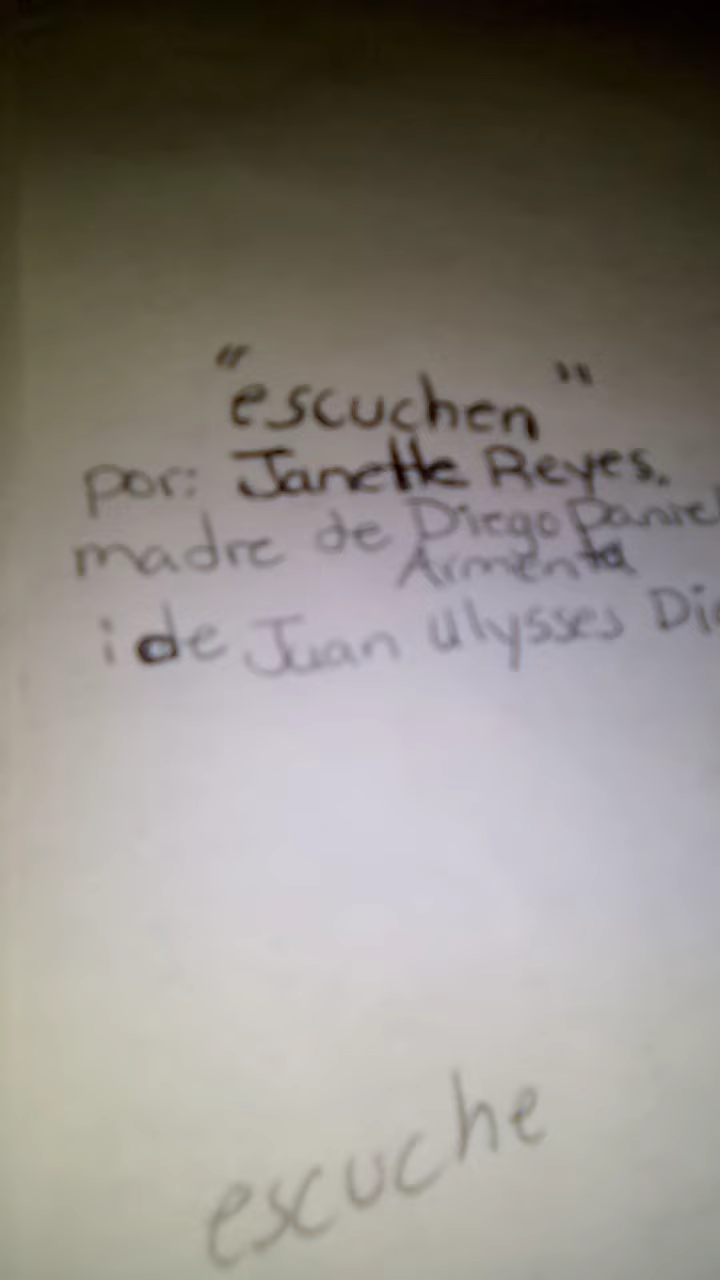 "escuchen"
por: Janette Reyes.
madre de Diego Daniel
Armenta
i de Juan Ulysses
escuche